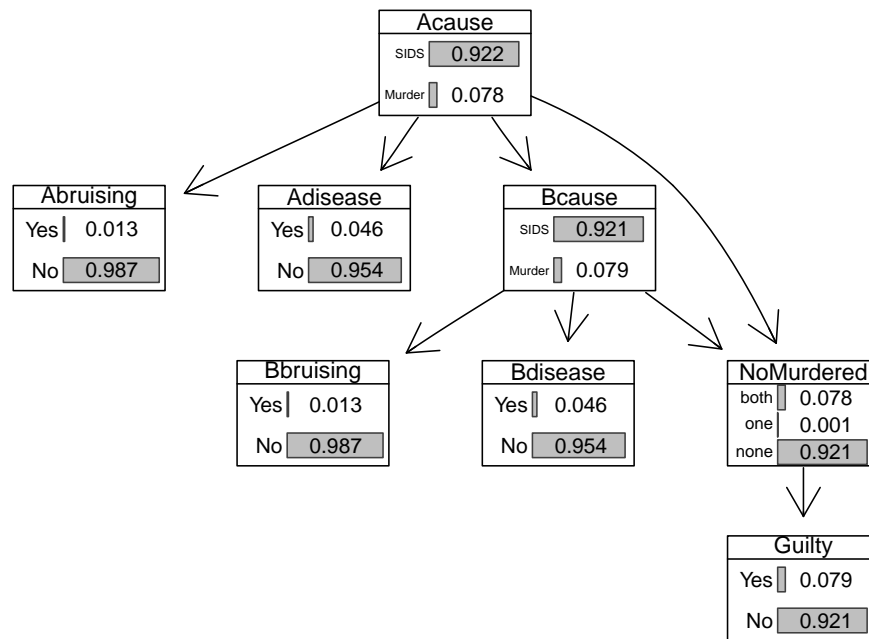 Acause
SIDS 0.922
Murder 0.078
Abruising
Yes 0.013
No 0.987
Adisease
Yes 0.046
No 0.954
Bcause
SIDS 0.921
Murder 0.079
Bbruising
Yes 0.013
No 0.987
Bdisease
Yes 0.046
No 0.954
NoMurdered
both 0.078
one 0.001
none 0.921
Guilty
Yes 0.079
No 0.921